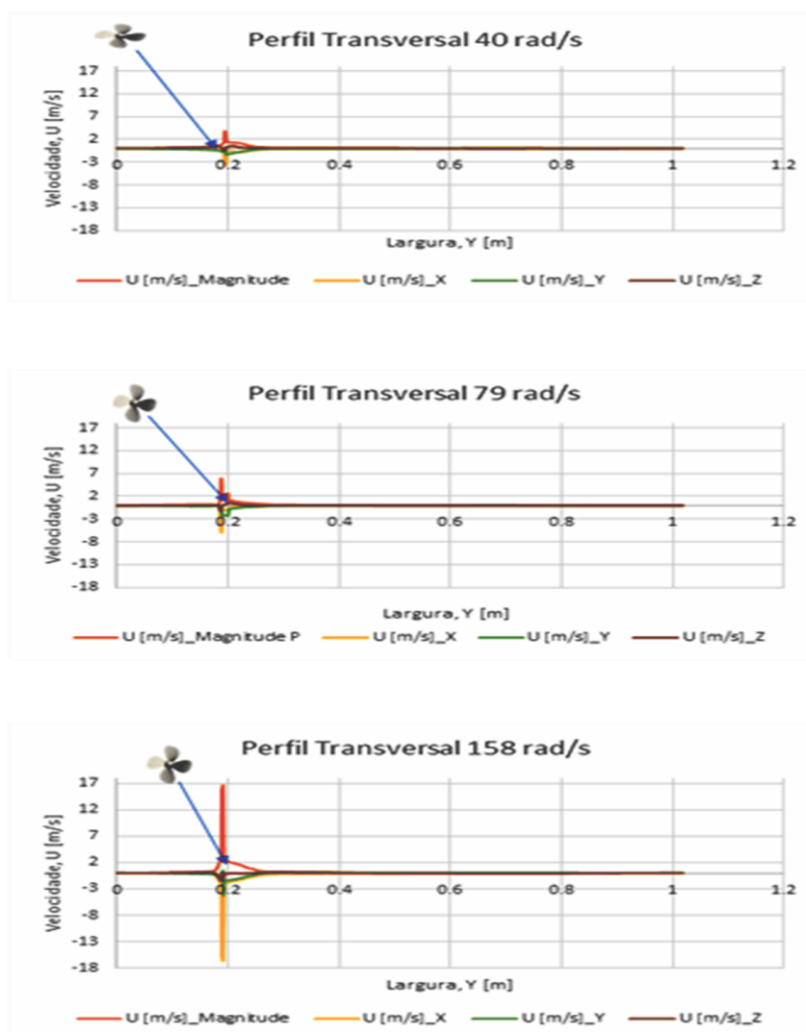 Perfil Transversal 40 rad/s
17
12
7
2
-3
-8
-13
-18
Velocidade, U [m/s]
0 0.2 0.4 0.6 0.8 1 1.2
Largura, Y [m]
U [m/s]_Magnitude U [m/s]_X U [m/s]_Y U [m/s]_Z
Perfil Transversal 79 rad/s
17
12
7
2
-3
-8
-13
-18
Velocidade, U [m/s]
0 0.2 0.4 0.6 0.8 1 1.2
Largura, Y [m]
U [m/s]_Magnitude P U [m/s]_X U [m/s]_Y U [m/s]_Z
Perfil Transversal 158 rad/s
17
12
7
2
-3
-8
-13
-18
Velocidade, U [m/s]
0 0.2 0.4 0.6 0.8 1 1.2
Largura, Y [m]
U [m/s]_Magnitude U [m/s]_X U [m/s]_Y U [m/s]_Z